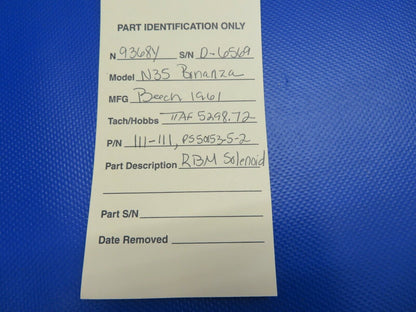 PART IDENTIFICATION ONLY
N 9368Y S/N D-6569
Model N35 Bonanza
MFG Beech 1961
Tach/Hobbs TTAF 5298.72
P/N 111-111, PS50153-5-2
Part Description RBM Solenoid
Part S/N
Date Removed